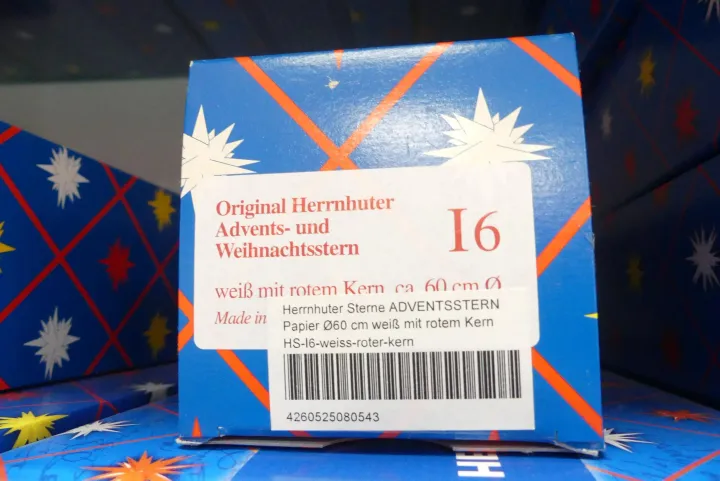 Original Herrnhuter
Advents- und
Weihnachtsstern
I6
weiß mit rotem Kern, ca. 60 cm Ø
Made in
Herrnhuter Sterne ADVENTSSTERN
Papier Ø60 cm weiß mit rotem Kern
HS-I6-weiss-roter-kern
4260525080543